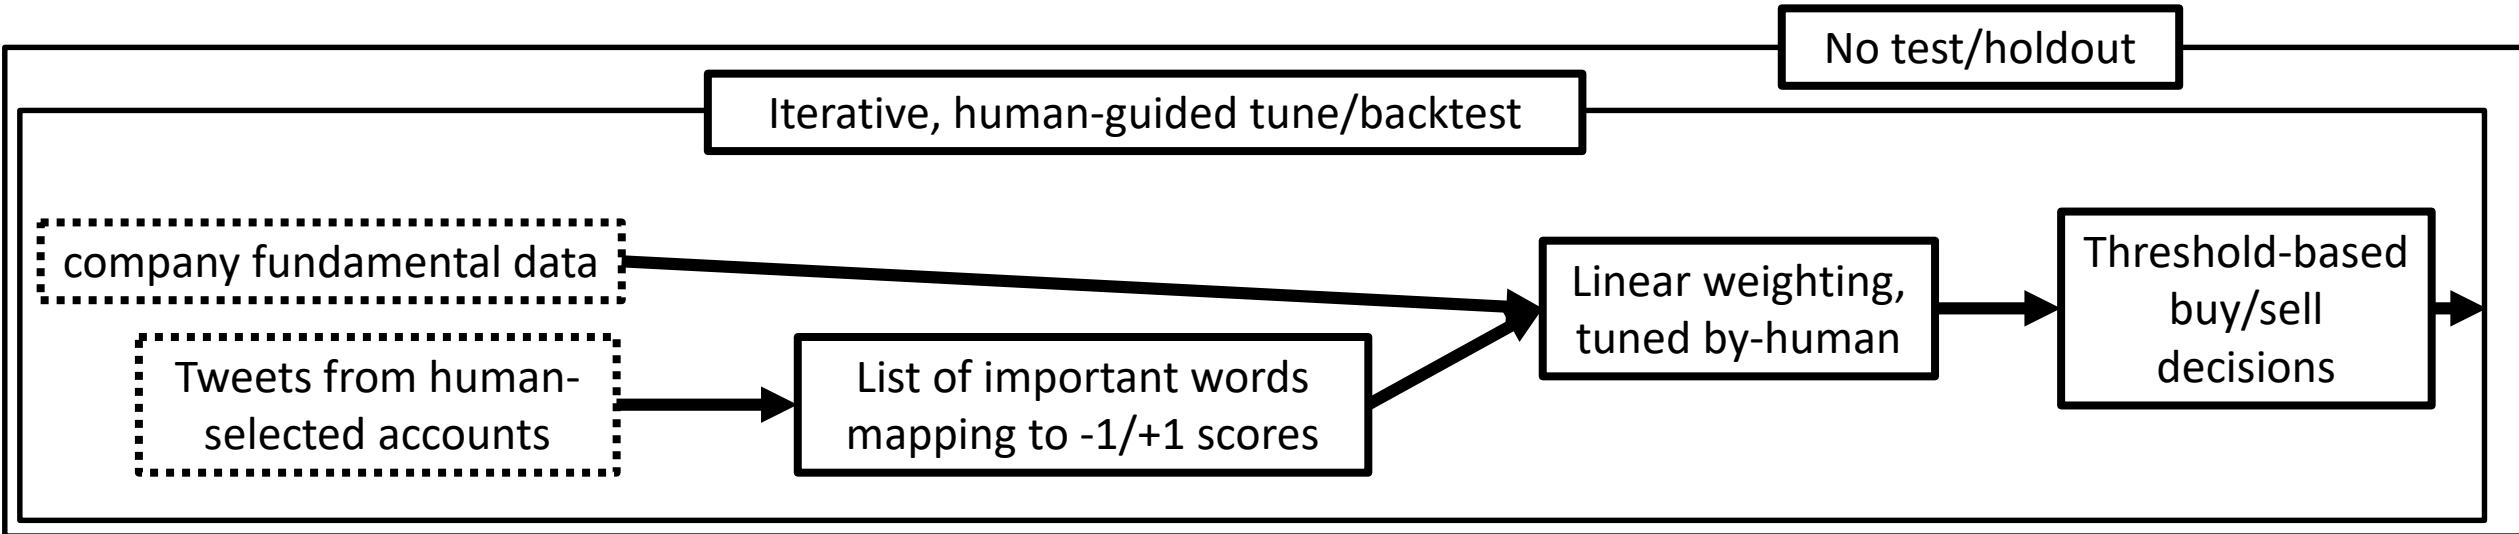 No test/holdout
Iterative, human-guided tune/backtest
company fundamental data
Tweets from human-
selected accounts
List of important words
mapping to -1/+1 scores
Linear weighting,
tuned by-human
Threshold-based
buy/sell
decisions